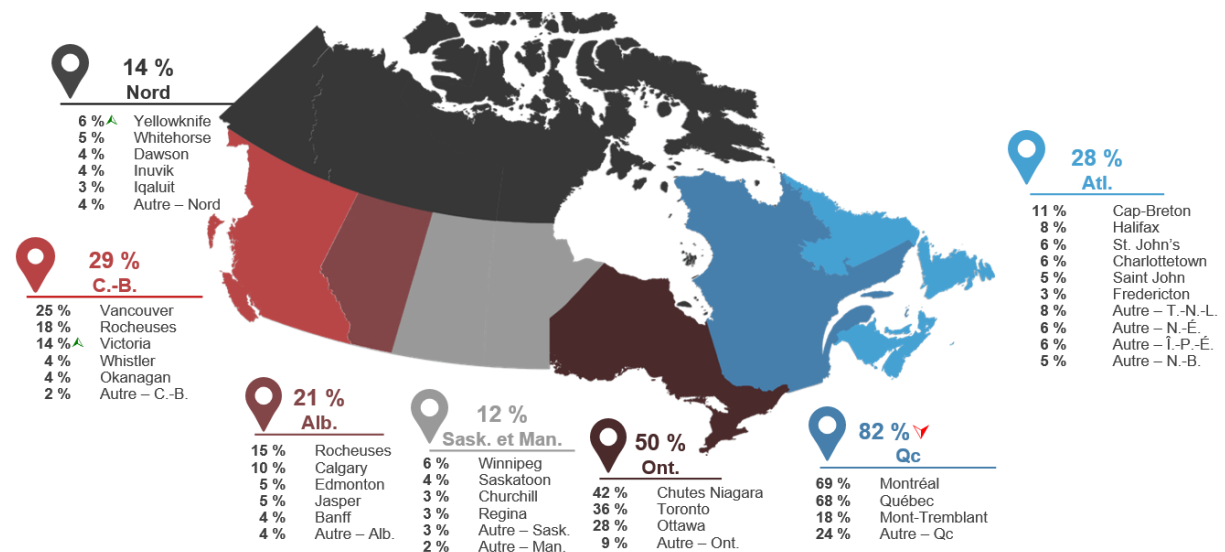 14 %
Nord
6 % Yellowknife
5 % Whitehorse
4 % Dawson
4 % Inuvik
3 % Iqaluit
4 % Autre – Nord
29 %
C.-B.
25 % Vancouver
18 % Rocheuses
14 % Victoria
4 % Whistler
4 % Okanagan
2 % Autre – C.-B.
21 %
Alb.
15 % Rocheuses
10 % Calgary
5 % Edmonton
5 % Jasper
4 % Banff
4 % Autre – Alb.
12 %
Sask. et Man.
6 % Winnipeg
4 % Saskatoon
3 % Churchill
3 % Regina
3 % Autre – Sask.
2 % Autre – Man.
50 %
Ont.
42 % Chutes Niagara
36 % Toronto
28 % Ottawa
9 % Autre – Ont.
82 %
Qc
69 % Montréal
68 % Québec
18 % Mont-Tremblant
24 % Autre – Qc
28 %
Atl.
11 % Cap-Breton
8 % Halifax
6 % St. John's
6 % Charlottetown
5 % Saint John
3 % Fredericton
8 % Autre – T.-N.-L.
6 % Autre – N.-É.
6 % Autre – Î.-P.-É.
5 % Autre – N.-B.